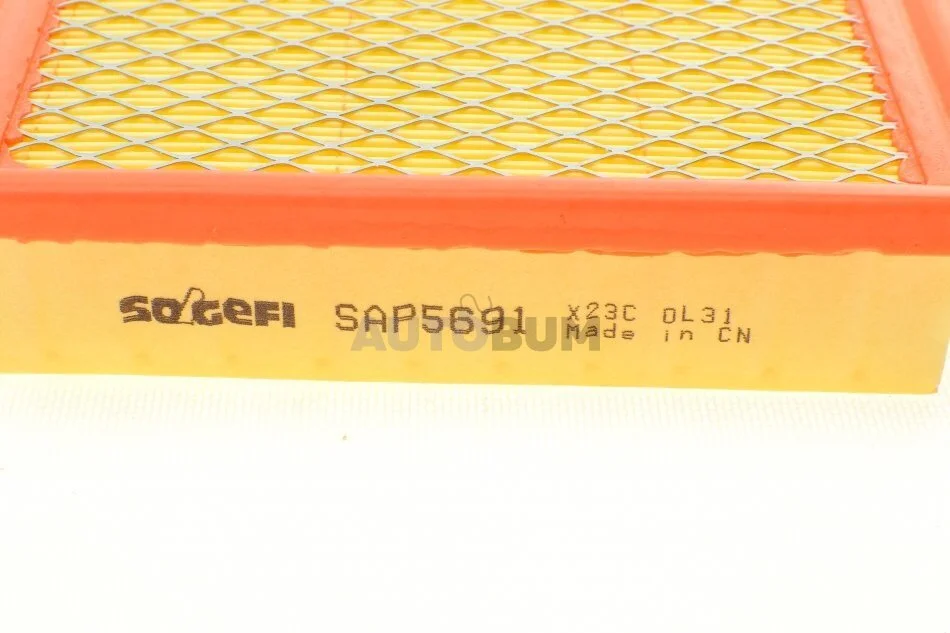 SOGEFI SAP5691 X23C 0L31
Made in CN
AUTOBUM